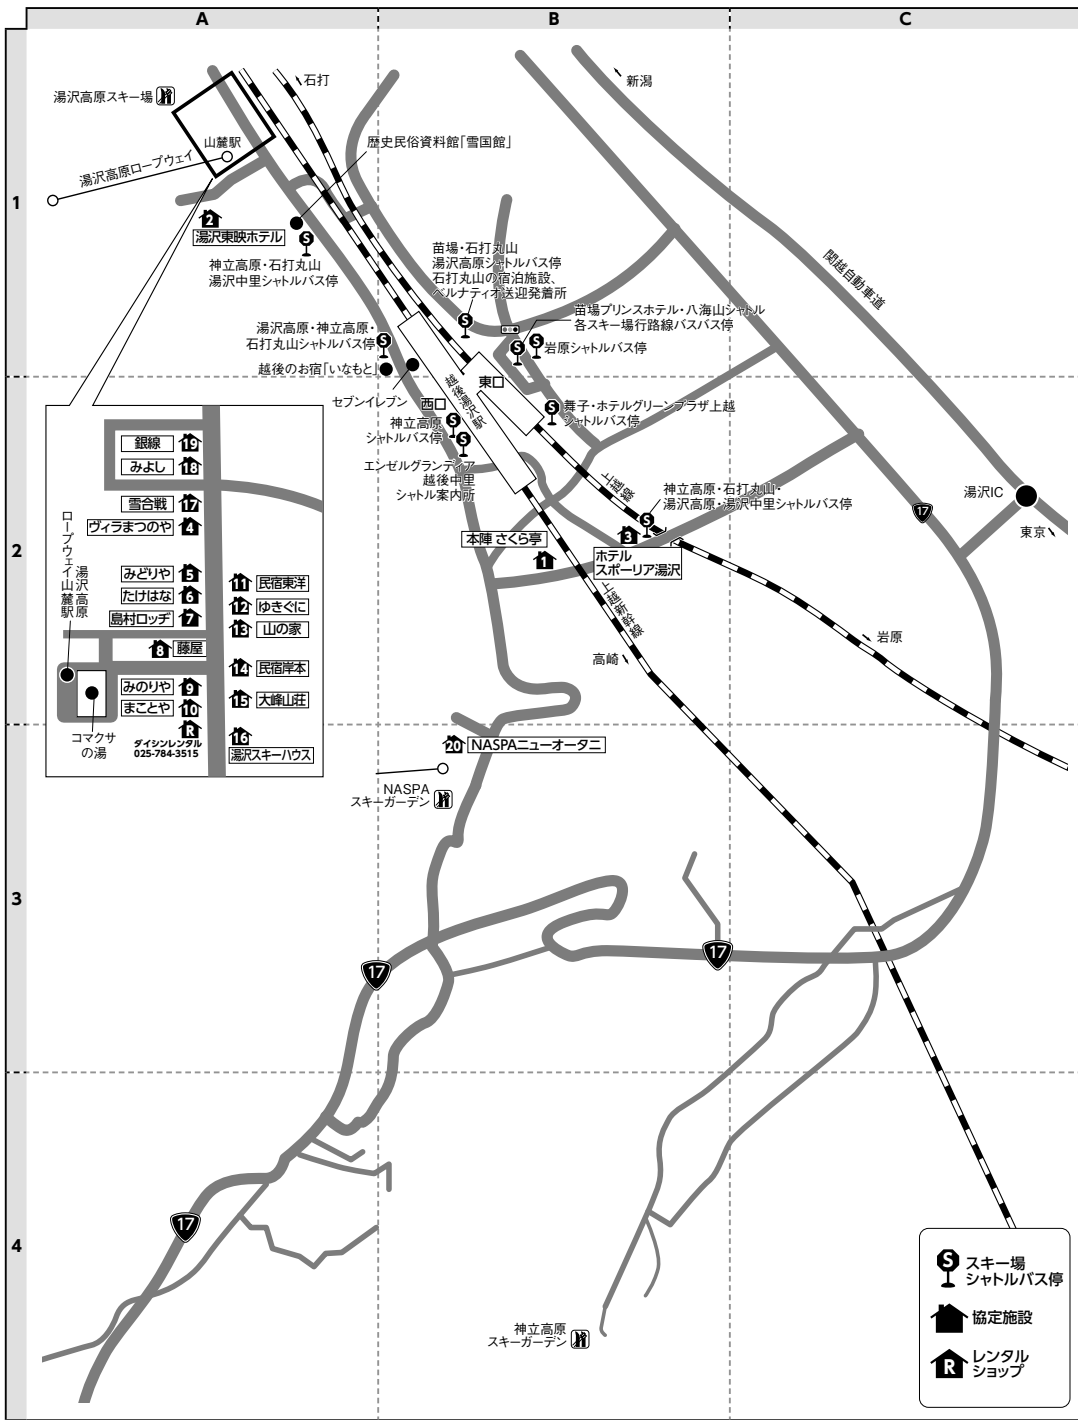 A
B
C
1
2
3
4
石打
新潟
湯沢高原スキー場
山麓駅
湯沢高原ロープウェイ
歴史民俗資料館「雪国館」
2
湯沢東映ホテル
S
神立高原・石打丸山
湯沢中里シャトルバス停
苗場・石打丸山
湯沢高原シャトルバス停
石打丸山の宿泊施設、
ベルナティオ送迎発着所
S
関越自動車道
苗場プリンスホテル・八海山シャトル
各スキー場行路線バスバス停
S
S
岩原シャトルバス停
湯沢高原・神立高原・
石打丸山シャトルバス停
S
越後のお宿「いなもと」
セブンイレブン
西口
東口
越後湯沢駅
神立高原
シャトルバス停
S
S
舞子・ホテルグリーンプラザ上越
シャトルバス停
S
エンゼルグランディア
越後中里
シャトル案内所
上越線
神立高原・石打丸山・
湯沢高原・湯沢中里シャトルバス停
S
17
湯沢IC
東京
本陣 さくら亭
1
3
ホテル
スポーリア湯沢
上越新幹線
高崎
岩原
銀線
19
みよし
18
雪合戦
17
ヴィラまつのや
4
湯沢高原
ロープウェイ山麓駅
みどりや
5
たけはな
6
島村ロッヂ
7
8
藤屋
みのりや
9
まことや
10
R
ダイシンレンタル
025-784-3515
コマクサ
の湯
11
民宿東洋
12
ゆきぐに
13
山の家
14
民宿岸本
15
大峰山荘
16
湯沢スキーハウス
20
NASPAニューオータニ
NASPA
スキーガーデン
17
17
17
神立高原
スキーガーデン
S
スキー場
シャトルバス停
協定施設
R
レンタル
ショップ